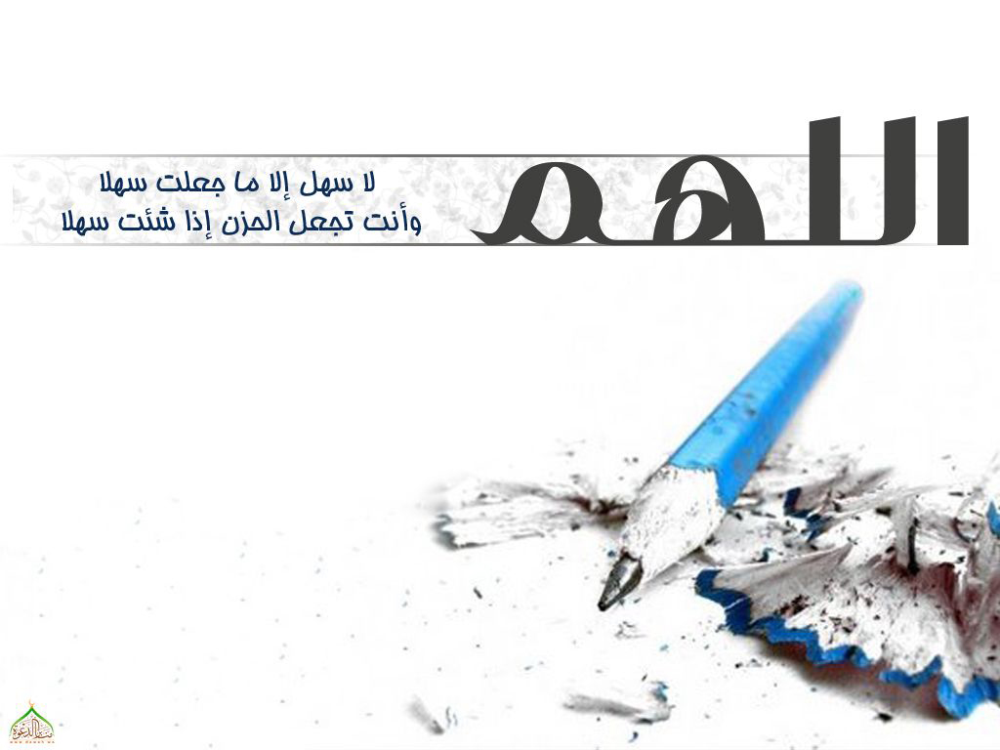 اللهم
لا سهل إلا ما جعلت سهلا
وأنت تجعل الحزن إذا شئت سهلا